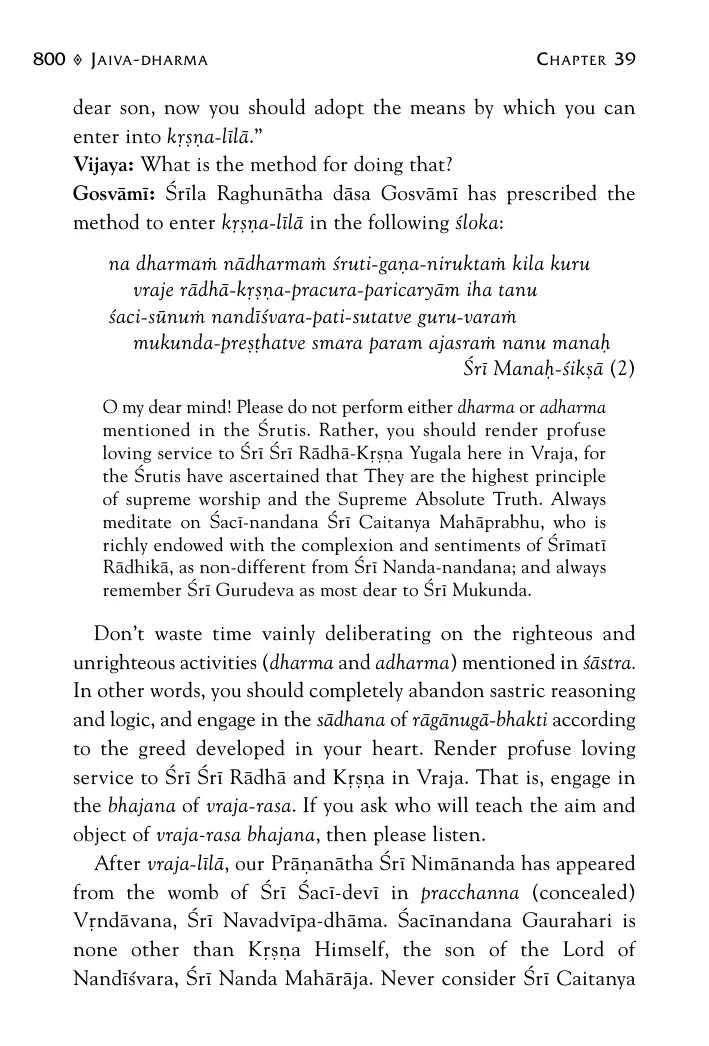 800 ◊ Jaiva-dharma Chapter 39
dear son, now you should adopt the means by which you can
enter into kṛṣṇa-līlā.”
Vijaya: What is the method for doing that?
Gosvāmī: Śrīla Raghunātha dāsa Gosvāmī has prescribed the
method to enter kṛṣṇa-līlā in the following śloka:
na dharmaṁ nādharmaṁ śruti-gaṇa-niruktaṁ kila kuru
vraje rādhā-kṛṣṇa-pracura-paricaryām iha tanu
śaci-sūnuṁ nandīśvara-pati-sutatve guru-varaṁ
mukunda-preṣṭhatve smara param ajasraṁ nanu manaḥ
Śrī Manaḥ-śikṣā (2)
O my dear mind! Please do not perform either dharma or adharma
mentioned in the Śrutis. Rather, you should render profuse
loving service to Śrī Śrī Rādhā-Kṛṣṇa Yugala here in Vraja, for
the Śrutis have ascertained that They are the highest principle
of supreme worship and the Supreme Absolute Truth. Always
meditate on Śacī-nandana Śrī Caitanya Mahāprabhu, who is
richly endowed with the complexion and sentiments of Śrīmatī
Rādhikā, as non-different from Śrī Nanda-nandana; and always
remember Śrī Gurudeva as most dear to Śrī Mukunda.
Don’t waste time vainly deliberating on the righteous and
unrighteous activities (dharma and adharma) mentioned in śāstra.
In other words, you should completely abandon sastric reasoning
and logic, and engage in the sādhana of rāgānugā-bhakti according
to the greed developed in your heart. Render profuse loving
service to Śrī Śrī Rādhā and Kṛṣṇa in Vraja. That is, engage in
the bhajana of vraja-rasa. If you ask who will teach the aim and
object of vraja-rasa bhajana, then please listen.
After vraja-līlā, our Prāṇanātha Śrī Nimānanda has appeared
from the womb of Śrī Śacī-devī in pracchanna (concealed)
Vṛndāvana, Śrī Navadvīpa-dhāma. Śacīnandana Gaurahari is
none other than Kṛṣṇa Himself, the son of the Lord of
Nandīśvara, Śrī Nanda Mahārāja. Never consider Śrī Caitanya